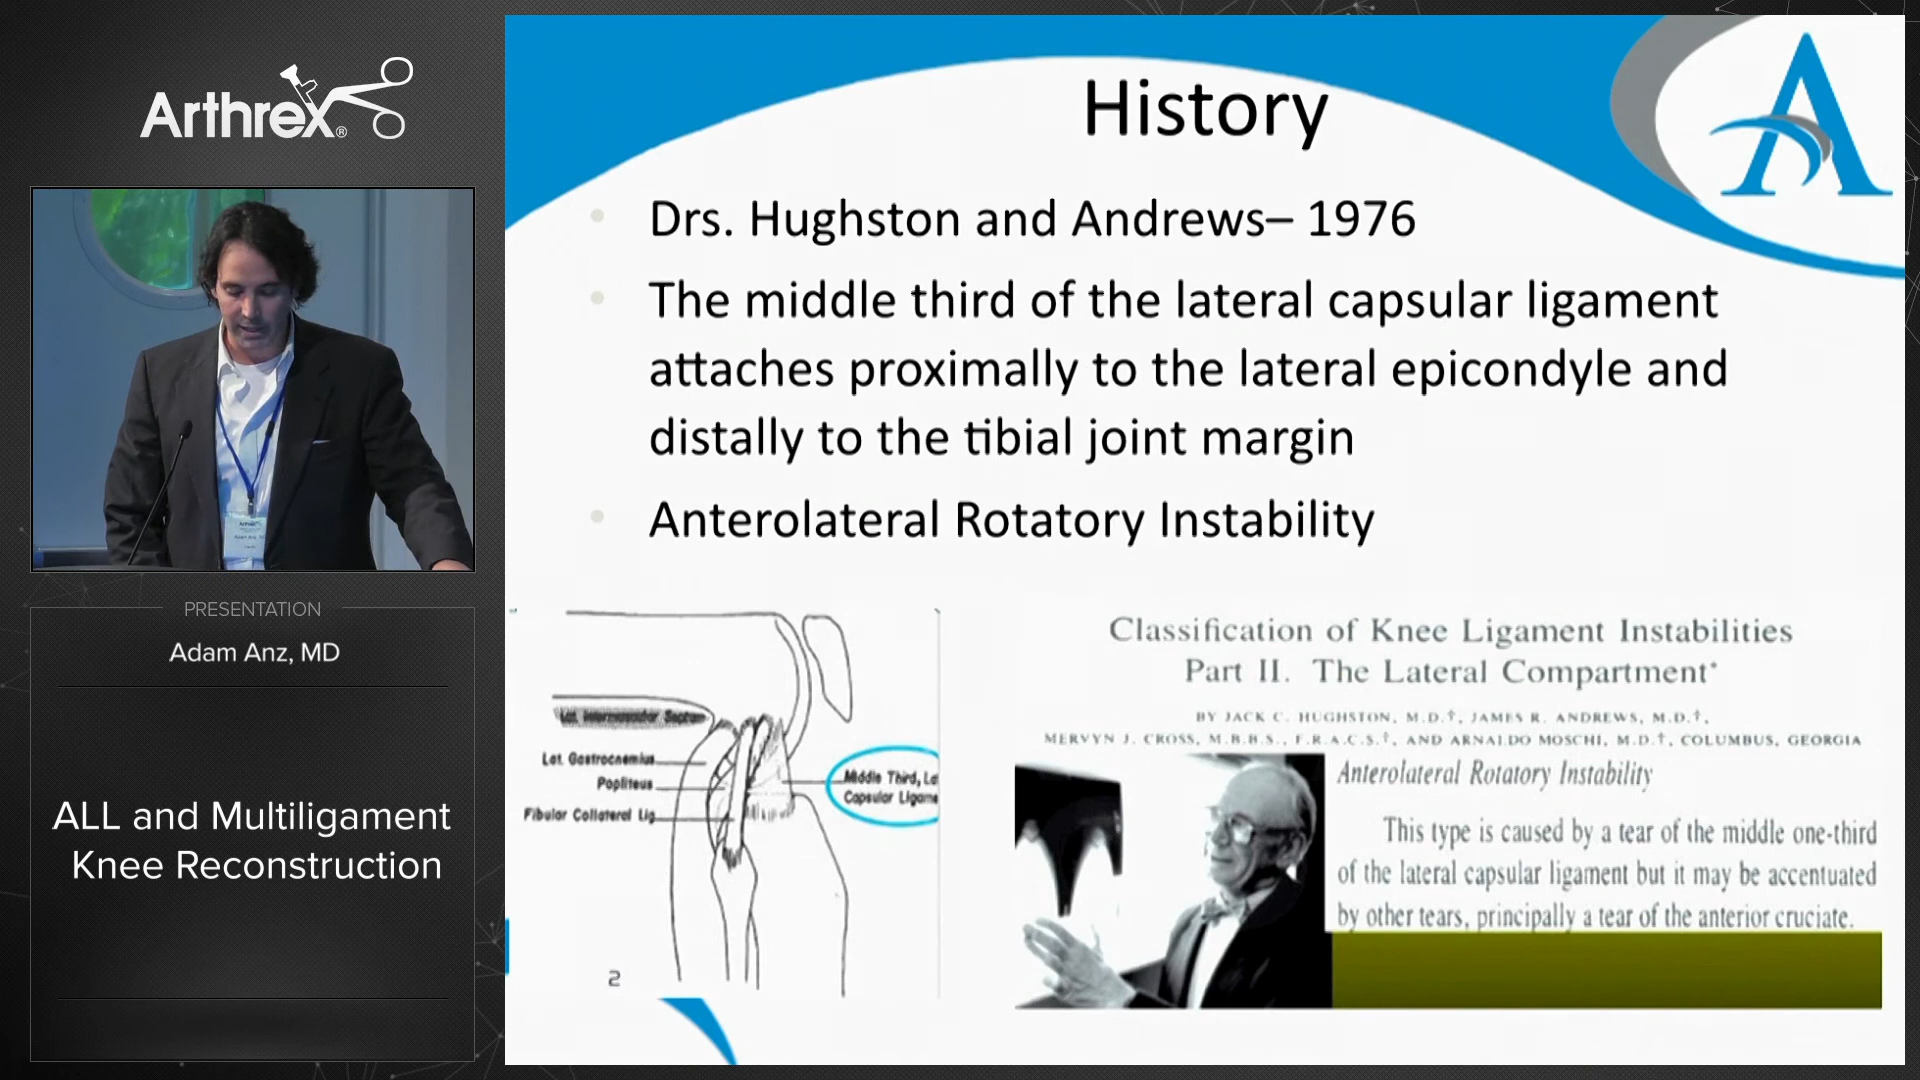 Arthrex®
PRESENTATION
Adam Anz, MD
ALL and Multiligament
Knee Reconstruction
History
Drs. Hughston and Andrews– 1976
The middle third of the lateral capsular ligament
attaches proximally to the lateral epicondyle and
distally to the tibial joint margin
Anterolateral Rotatory Instability
Lat. Intermuscular Septum
Lat. Gastrocnemius
Popliteus
Fibular Collateral Lig.
Middle Third, La
Capsular Ligame
2
Classification of Knee Ligament Instabilities
Part II. The Lateral Compartment*
BY JACK C. HUGHSTON, M.D.†, JAMES R. ANDREWS, M.D.†,
MERVYN J. CROSS, M.B.B.S., F.R.A.C.S.†, AND ARNALDO MOSCHI, M.D.†, COLUMBUS, GEORGIA
Anterolateral Rotatory Instability
This type is caused by a tear of the middle one-third
of the lateral capsular ligament but it may be accentuated
by other tears, principally a tear of the anterior cruciate.